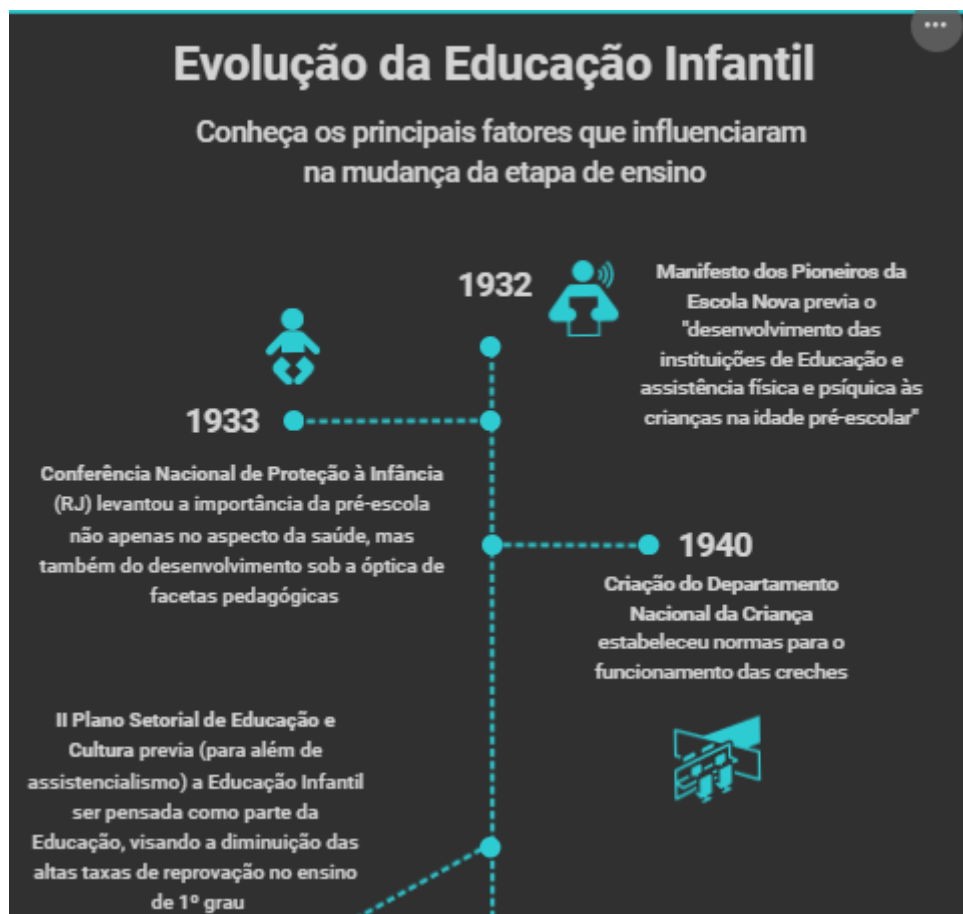 Evolução da Educação Infantil
Conheça os principais fatores que influenciaram
na mudança da etapa de ensino
1932
Manifesto dos Pioneiros da
Escola Nova previa o
"desenvolvimento das
instituições de Educação e
assistência física e psíquica às
crianças na idade pré-escolar"
1933
Conferência Nacional de Proteção à Infância
(RJ) levantou a importância da pré-escola
não apenas no aspecto da saúde, mas
também do desenvolvimento sob a óptica de
facetas pedagógicas
1940
Criação do Departamento
Nacional da Criança
estabeleceu normas para o
funcionamento das creches
II Plano Setorial de Educação e
Cultura previa (para além de
assistencialismo) a Educação Infantil
ser pensada como parte da
Educação, visando a diminuição das
altas taxas de reprovação no ensino
de 1º grau